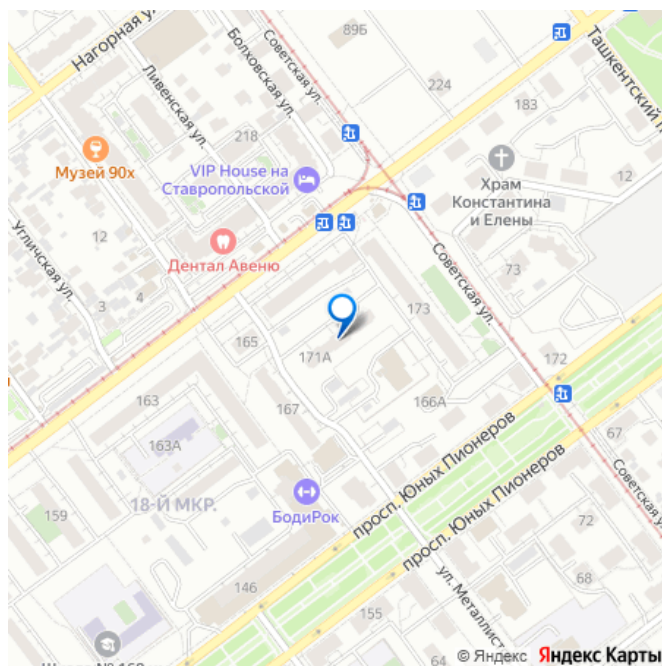 Нагорная ул.
Болховская ул.
Советская ул.
89Б
224
Ташкентский
183
Ливенская ул.
218
Музей 90х
VIP House на
Ставропольской
Храм
Константина
и Елены
12
Угличская ул.
12
Дентал Авеню
73
Советская ул.
4
3
173
165
171А
172
163
167
166А
163А
просп. Юных Пионеров
67
18-Й МКР.
БодиРок
просп. Юных Пионеров
Советская ул.
159
72
146
ул. Металлист
68
155
© Яндекс Яндекс Карты